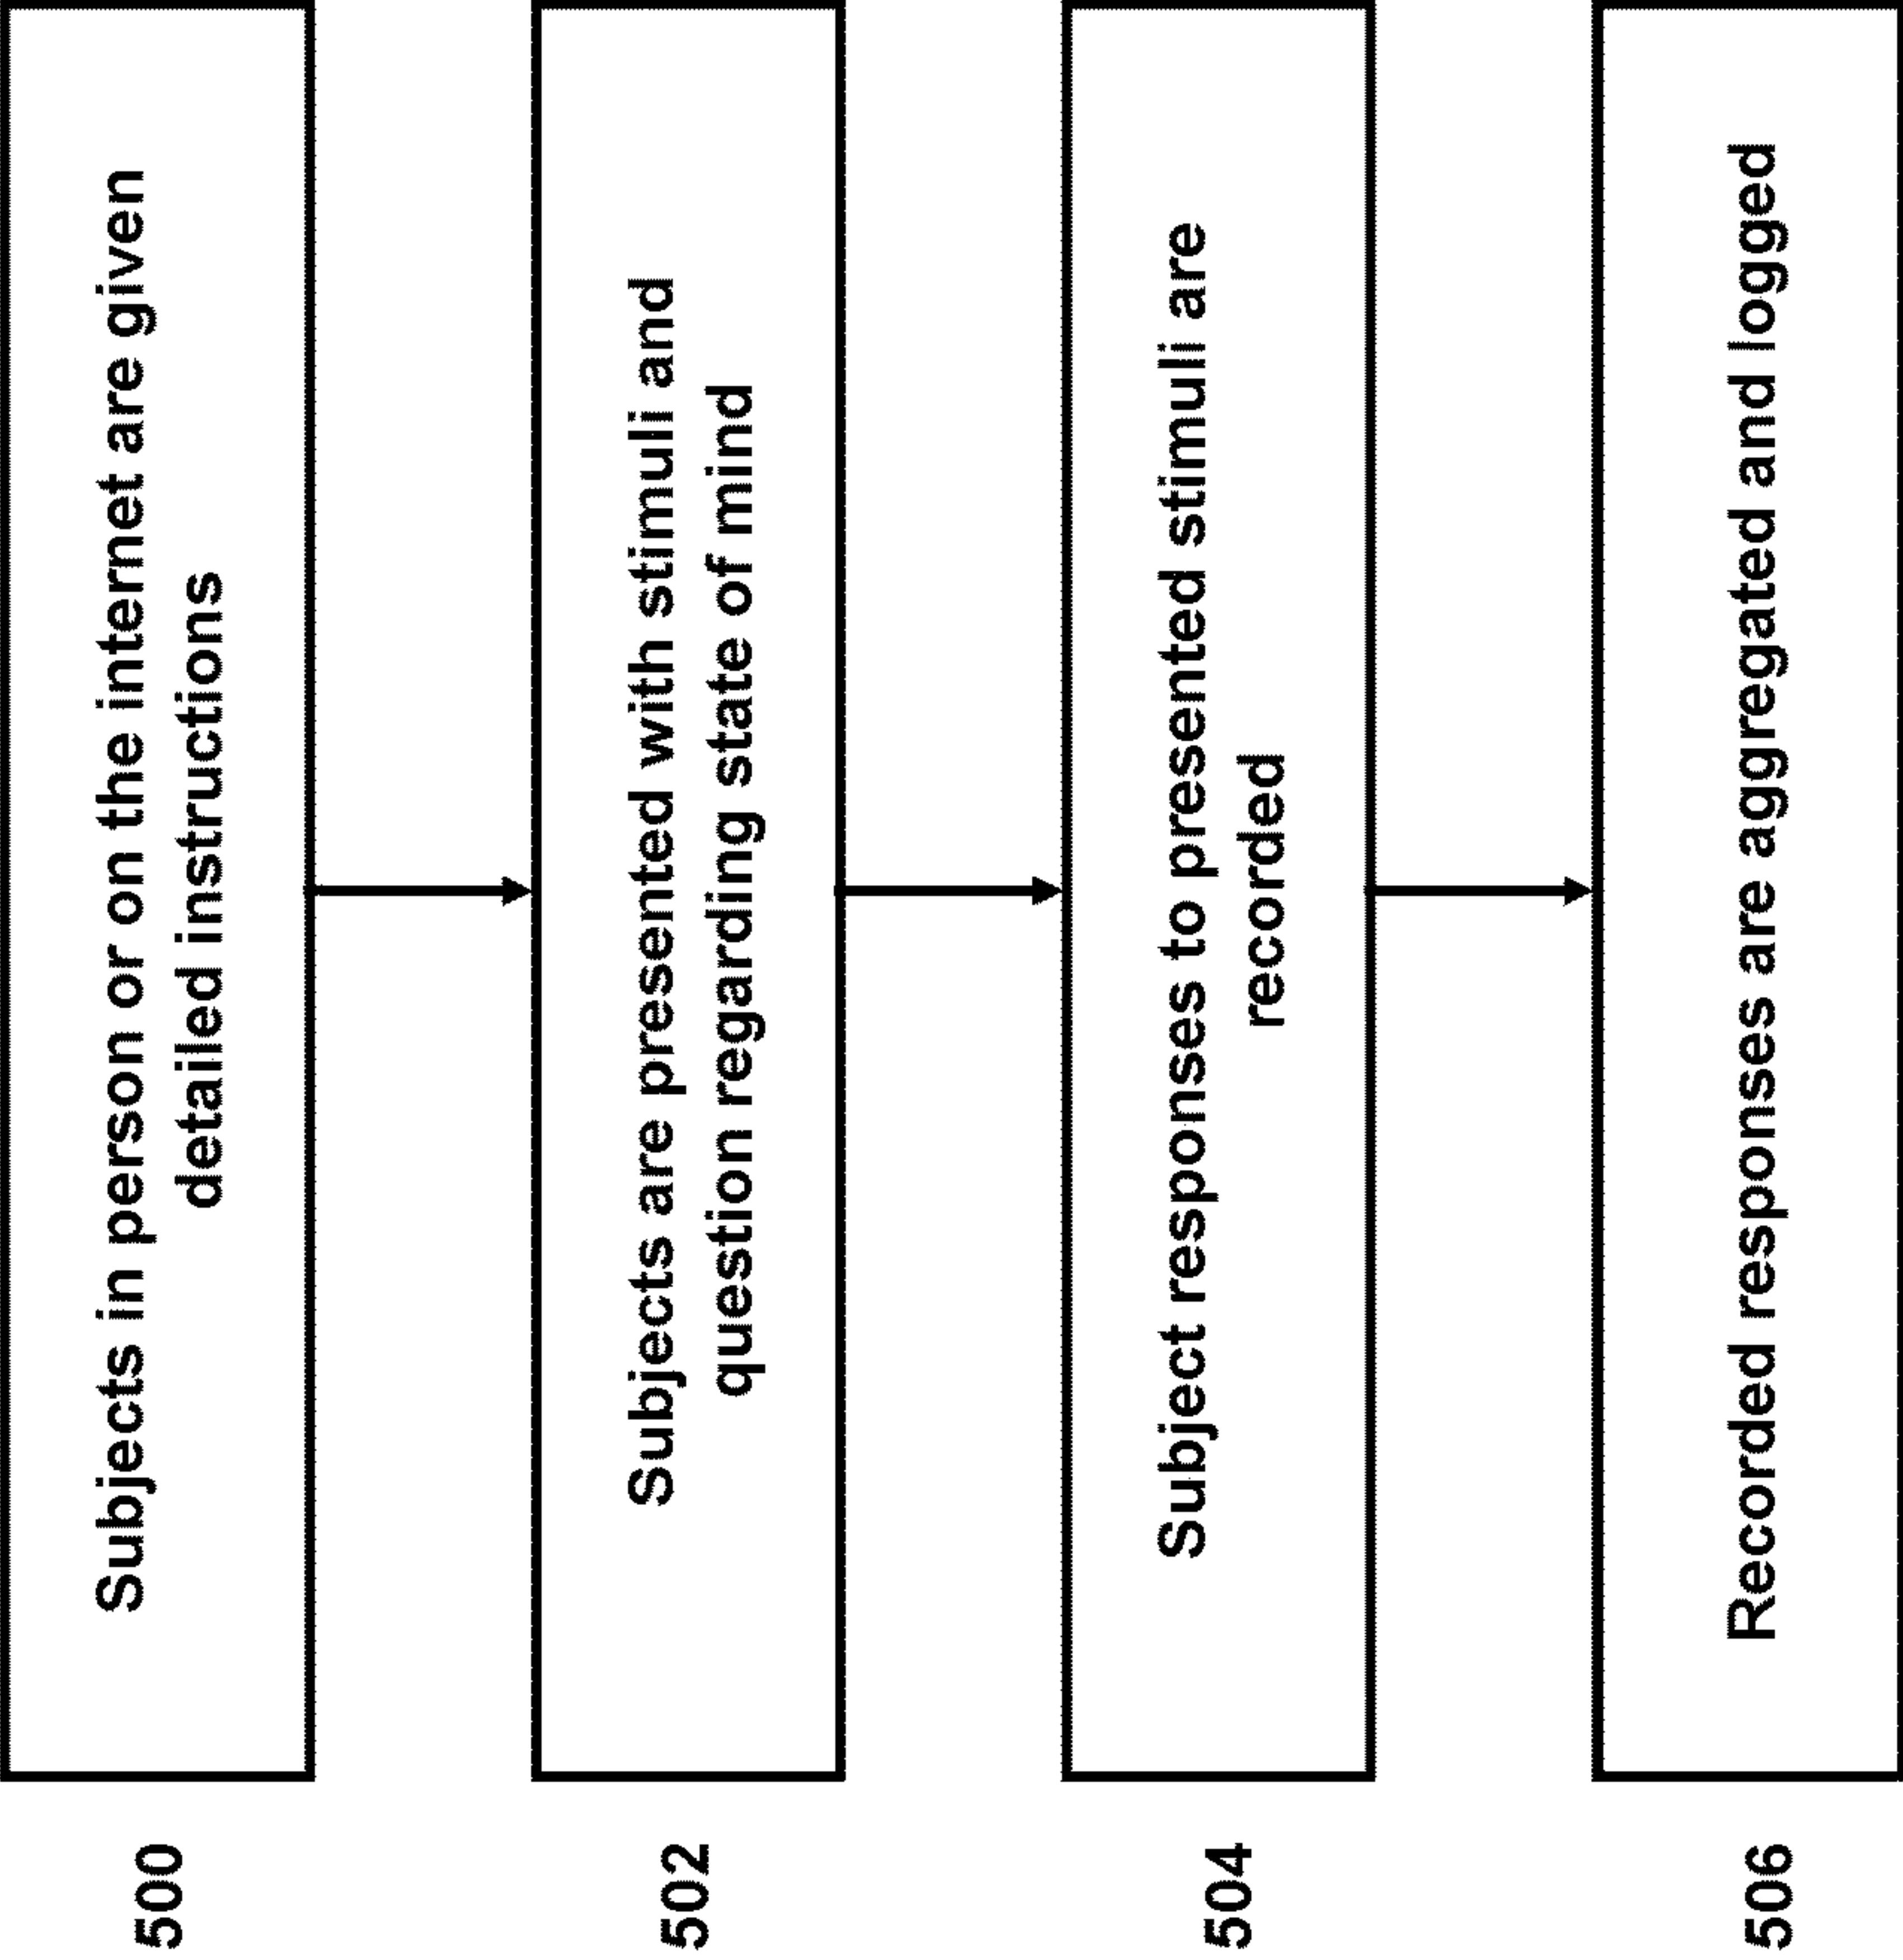 500
Subjects in person or on the internet are given
detailed instructions
502
Subjects are presented with stimuli and
question regarding state of mind
504
Subject responses to presented stimuli are
recorded
506
Recorded responses are aggregated and logged